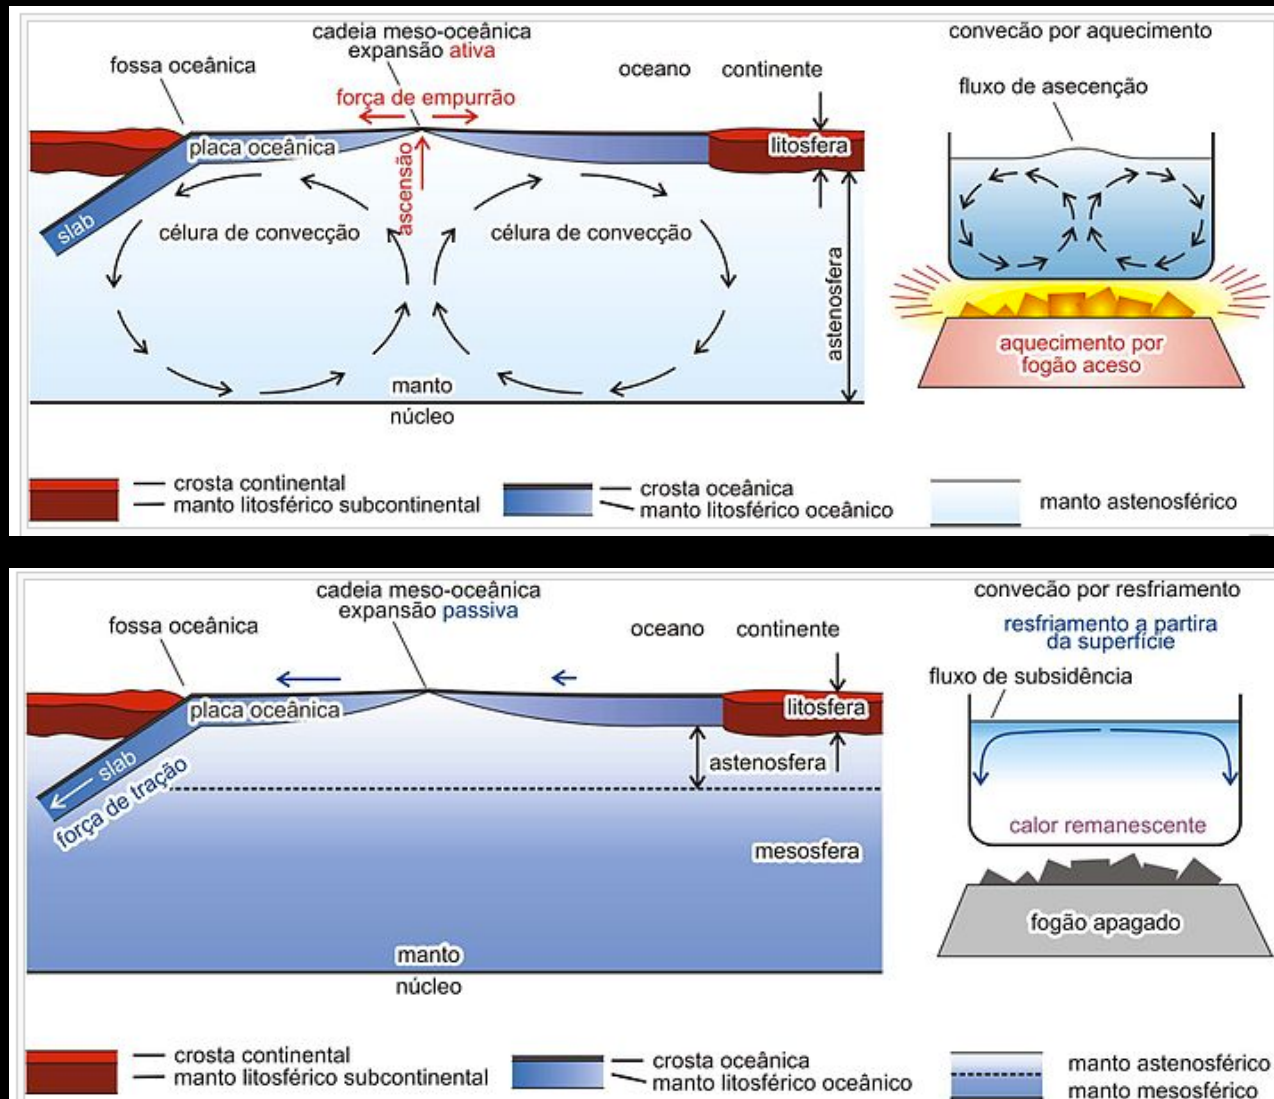 cadeia meso-oceânica
expansão ativa
fossa oceânica
oceano
continente
força de empurrão
placa oceânica
litosfera
ascensão
slab
célura de convecção
célura de convecção
astenosfera
manto
núcleo
convecão por aquecimento
fluxo de asecenção
aquecimento por
fogão aceso
crosta continental
manto litosférico subcontinental
crosta oceânica
manto litosférico oceânico
manto astenosférico
cadeia meso-oceânica
expansão passiva
fossa oceânica
oceano
continente
placa oceânica
litosfera
slab
força de tração
astenosfera
mesosfera
manto
núcleo
convecão por resfriamento
resfriamento a partira
da superfície
fluxo de subsidência
calor remanescente
fogão apagado
crosta continental
manto litosférico subcontinental
crosta oceânica
manto litosférico oceânico
manto astenosférico
manto mesosférico